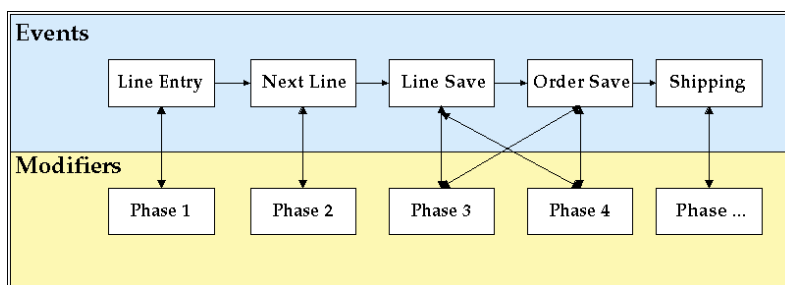 Events
Line Entry
Next Line
Line Save
Order Save
Shipping
Modifiers
Phase 1
Phase 2
Phase 3
Phase 4
Phase ...